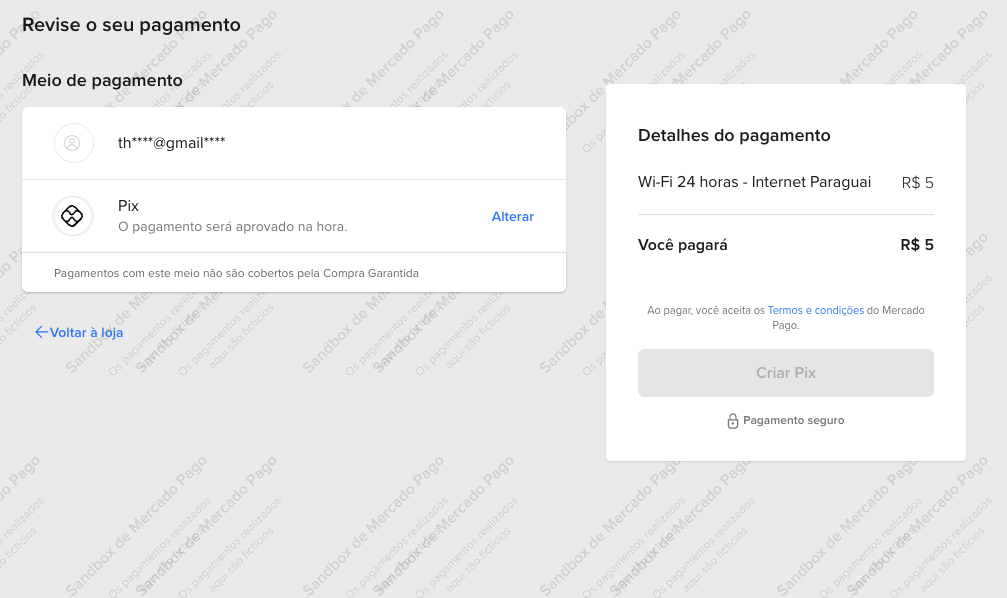 Revise o seu pagamento
Meio de pagamento
th****@gmail****
Pix
O pagamento será aprovado na hora.
Alterar
Pagamentos com este meio não são cobertos pela Compra Garantida
Voltar à loja
Detalhes do pagamento
Wi-Fi 24 horas - Internet Paraguai R$ 5
Você pagará R$ 5
Ao pagar, você aceita os Termos e condições do Mercado
Pago.
Criar Pix
Pagamento seguro
Sandbox de Mercado Pago
Os pagamentos realizados
aqui são fictícios